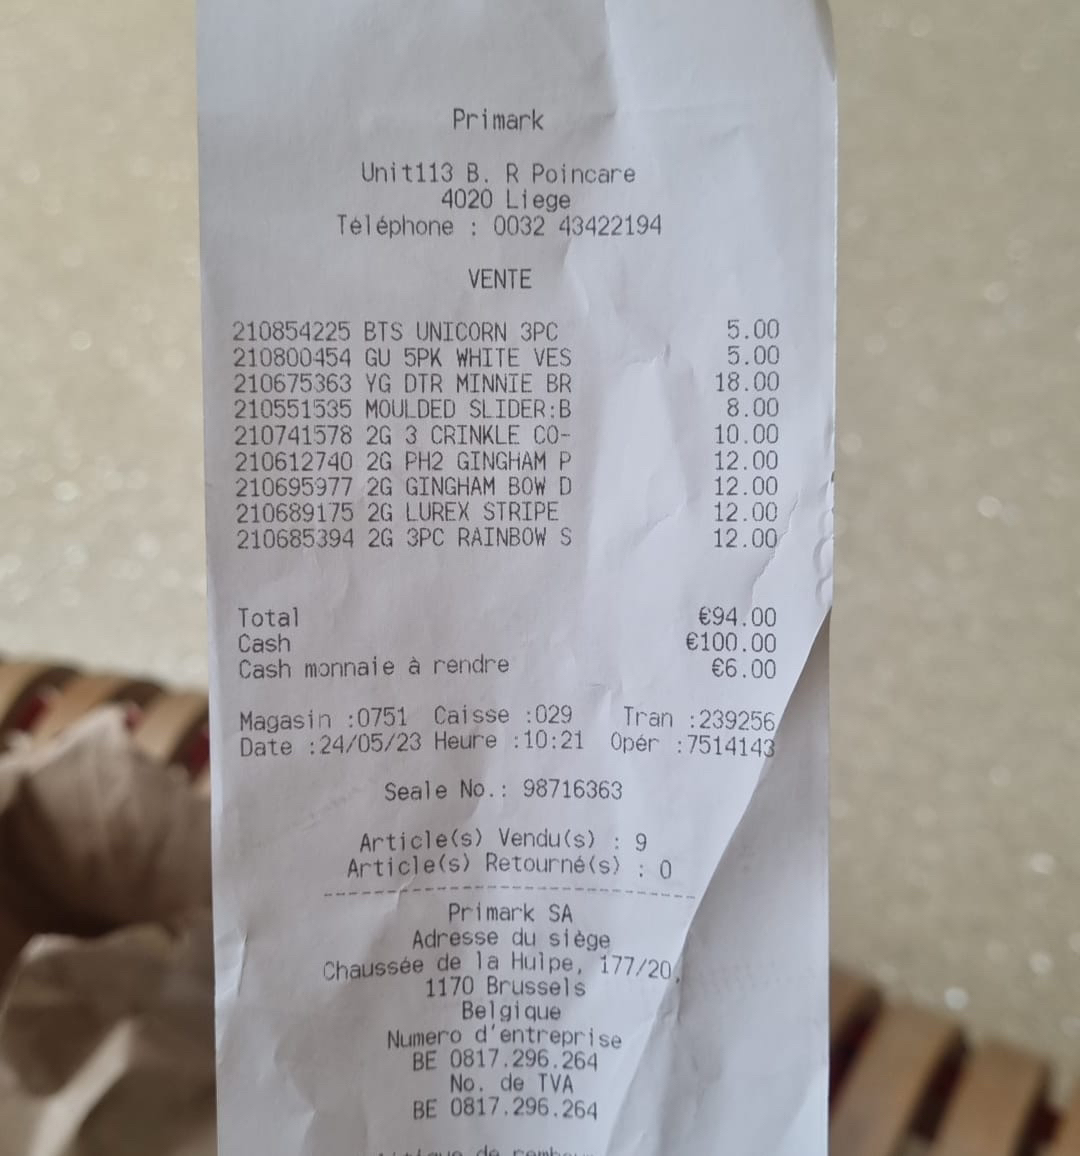 Primark
Unit113 B. R Poincare
4020 Liege
Téléphone : 0032 43422194
VENTE
210854225 BTS UNICORN 3PC 5.00
210800454 GU 5PK WHITE VES 5.00
210675363 YG DTR MINNIE BR 18.00
210551535 MOULDED SLIDER:B 8.00
210741578 2G 3 CRINKLE CO- 10.00
210612740 2G PH2 GINGHAM P 12.00
210695977 2G GINGHAM BOW D 12.00
210689175 2G LUREX STRIPE 12.00
210685394 2G 3PC RAINBOW S 12.00
Total €94.00
Cash €100.00
Cash monnaie à rendre €6.00
Magasin :0751 Caisse :029 Tran :239256
Date :24/05/23 Heure :10:21 Opér :7514143
Seale No.: 98716363
Article(s) Vendu(s) : 9
Article(s) Retourné(s) : 0
Primark SA
Adresse du siège
Chaussée de la Hulpe, 177/20,
1170 Brussels
Belgique
Numero d'entreprise
BE 0817.296.264
No. de TVA
BE 0817.296.264
de